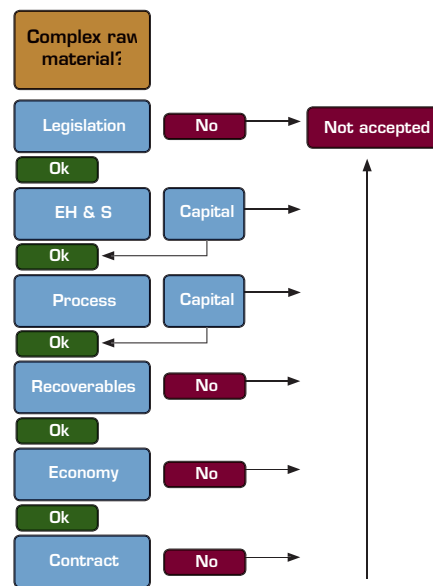 Complex raw
material?
Legislation
No
Not accepted
Ok
EH & S
Capital
Ok
Process
Capital
Ok
Recoverables
No
Ok
Economy
No
Ok
Contract
No